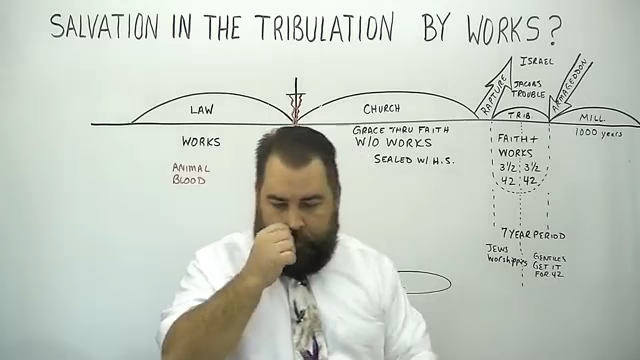 SALVATION IN THE TRIBULATION BY WORKS?
ISRAEL
JACOBS
TROUBLE
RAPTURE
ARMAGEDDON
LAW
CHURCH
TRIB.
MILL.
1000 years
WORKS
ANIMAL
BLOOD
GRACE THRU FAITH
W/O WORKS
SEALED W/ H.S.
FAITH +
WORKS
3½ 3½
42 42
7 YEAR PERIOD
JEWS
WORSHIPPING
GENTILES
GET IT
FOR 42